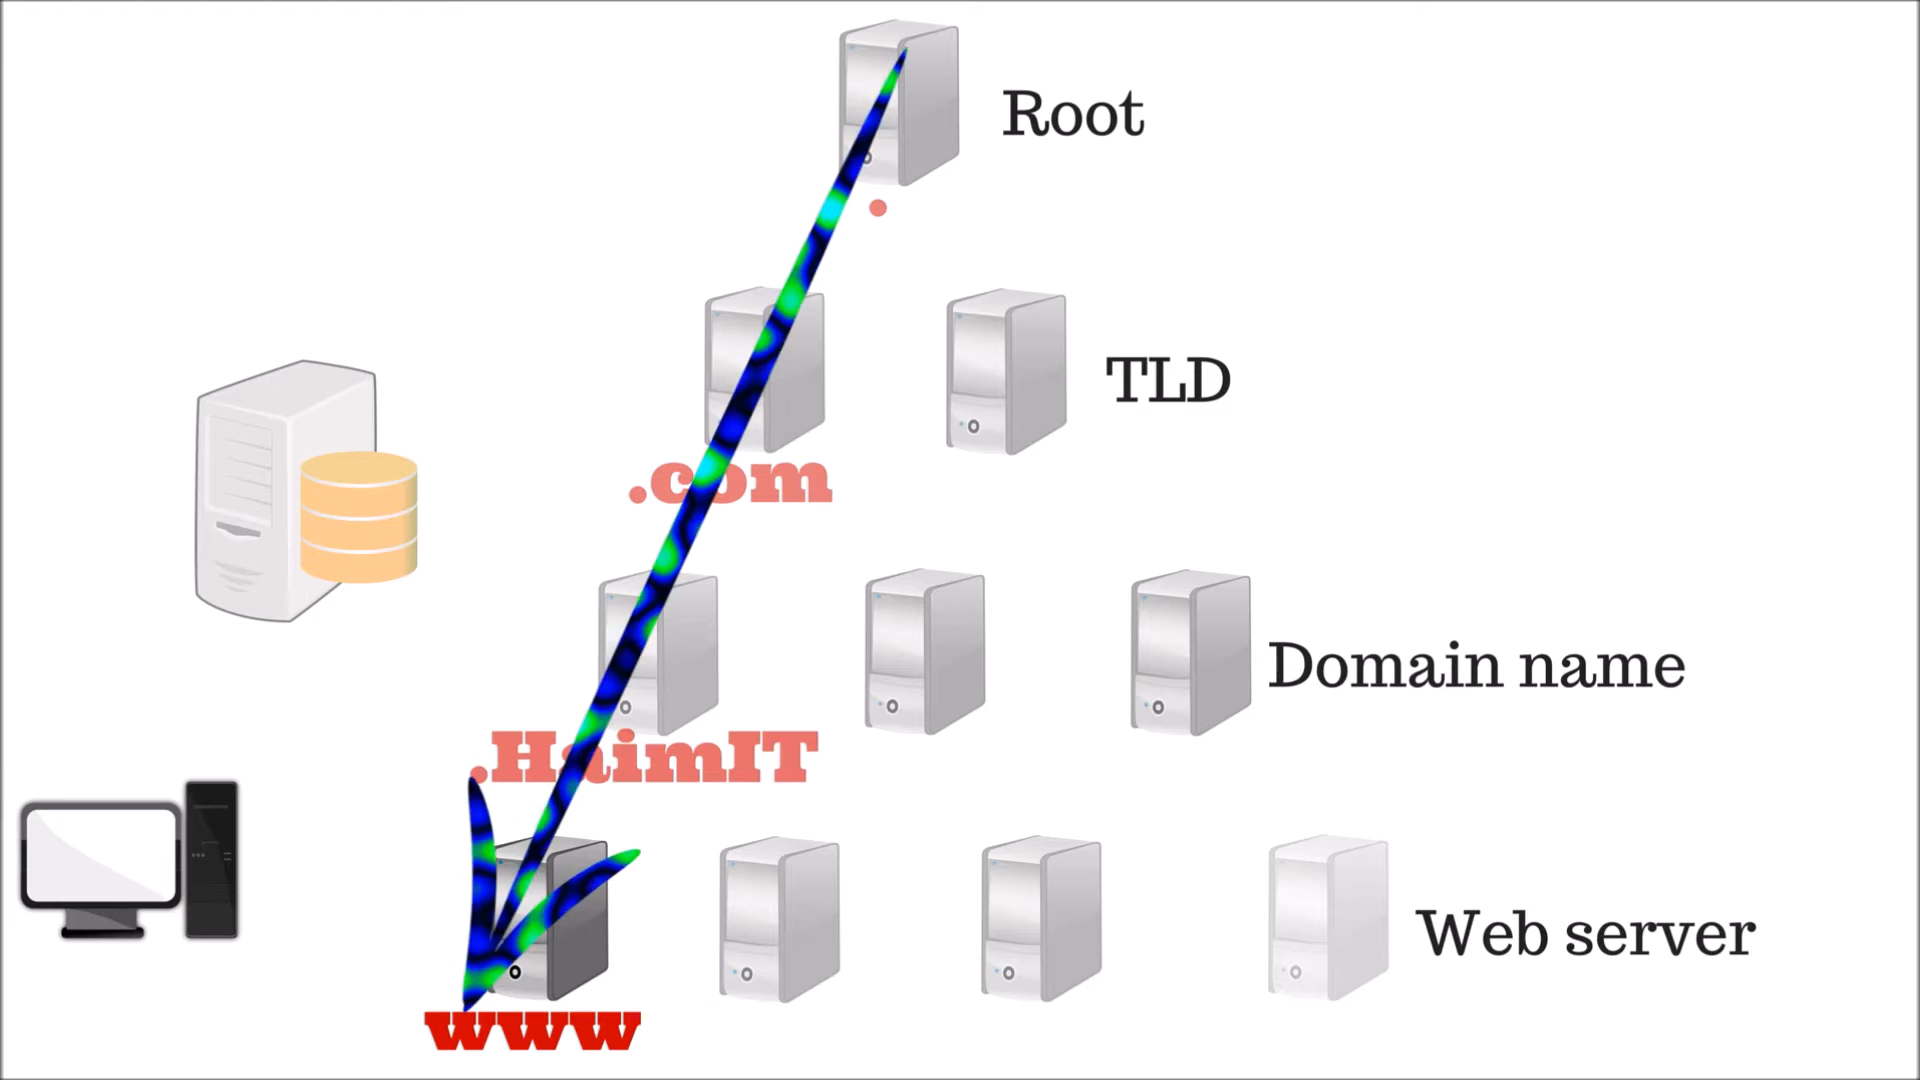 Root
.
TLD
.com
Domain name
.HaimIT
Web server
www